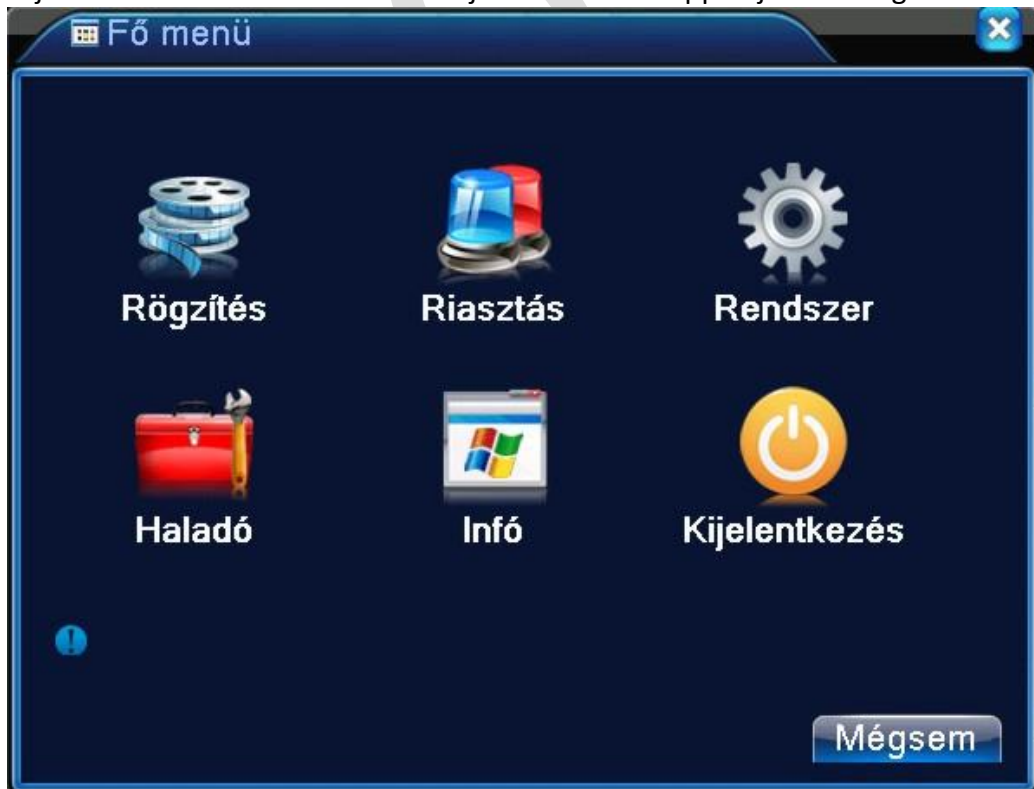 Fő menü
Rögzítés Riasztás Rendszer
Haladó Infó Kijelentkezés
Mégsem